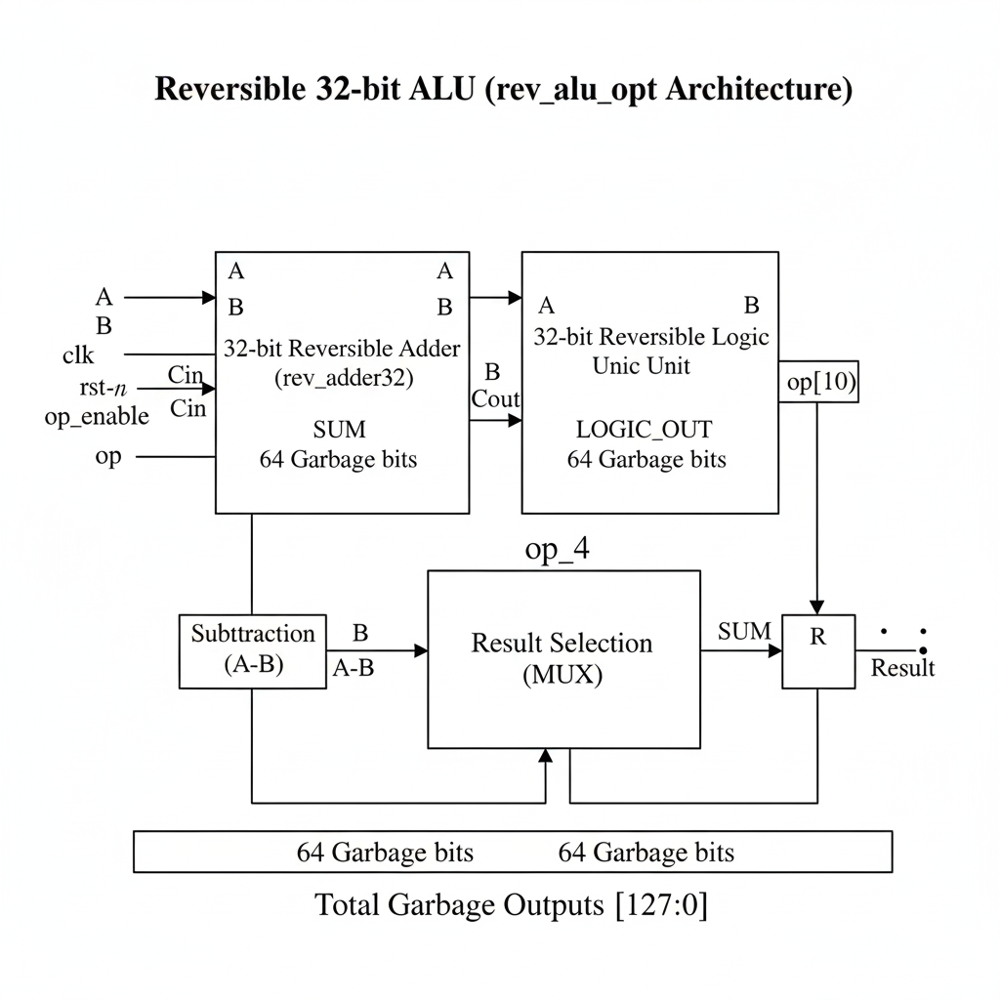 Reversible 32-bit ALU (rev_alu_opt Architecture)
A
B
clk
rst-n
op_enable
op
Cin
Cin
A
B
A
B
32-bit Reversible Adder
(rev_adder32)
SUM
64 Garbage bits
B
Cout
A
B
32-bit Reversible Logic
Unic Unit
LOGIC_OUT
64 Garbage bits
op[10)
op_4
Subttraction
(A-B)
B
A-B
Result Selection
(MUX)
SUM
R
Result
64 Garbage bits
64 Garbage bits
Total Garbage Outputs [127:0]